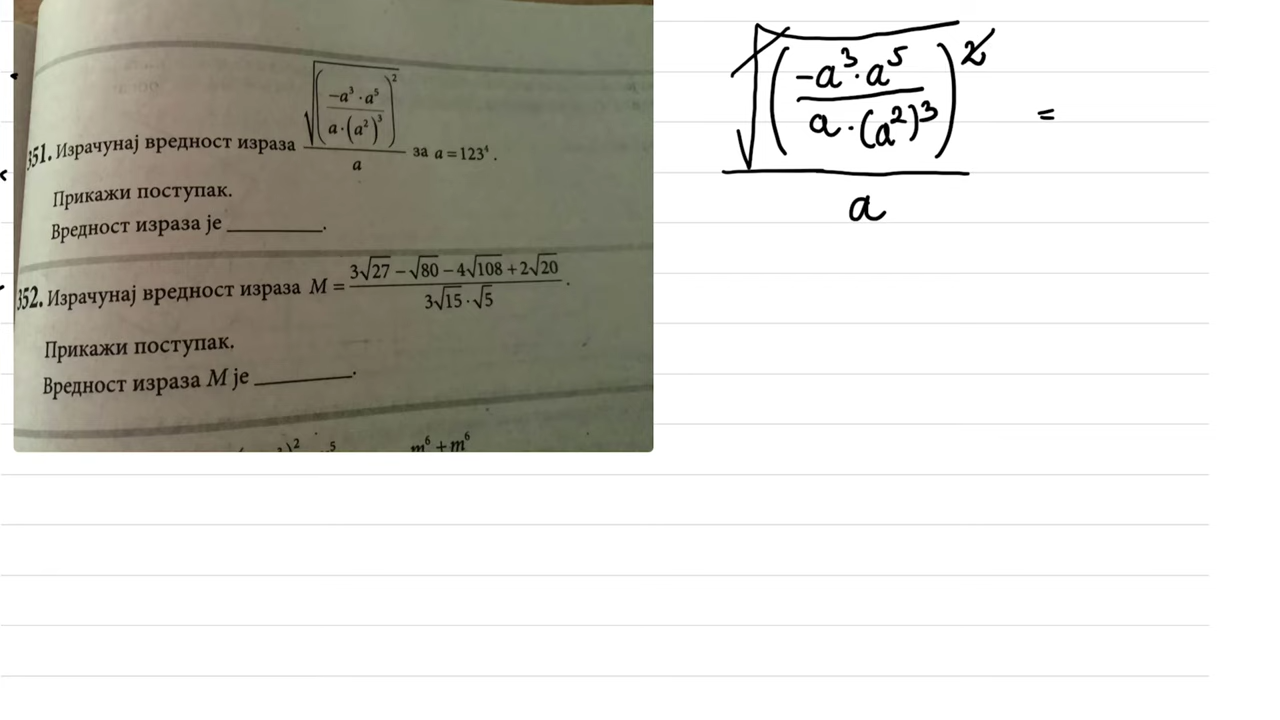 351. Израчунај вредност израза √((-a³ · a⁵)/(a · (a²)³))² / a за a = 123⁴.
Прикажи поступак.
Вредност израза је ________.
352. Израчунај вредност израза M = (3√27 − √80 − 4√108 + 2√20)/(3√15 · √5).
Прикажи поступак.
Вредност израза M је ________.
m⁶ + m⁶
√((-a³ · a⁵)/(a · (a²)³))² / a =